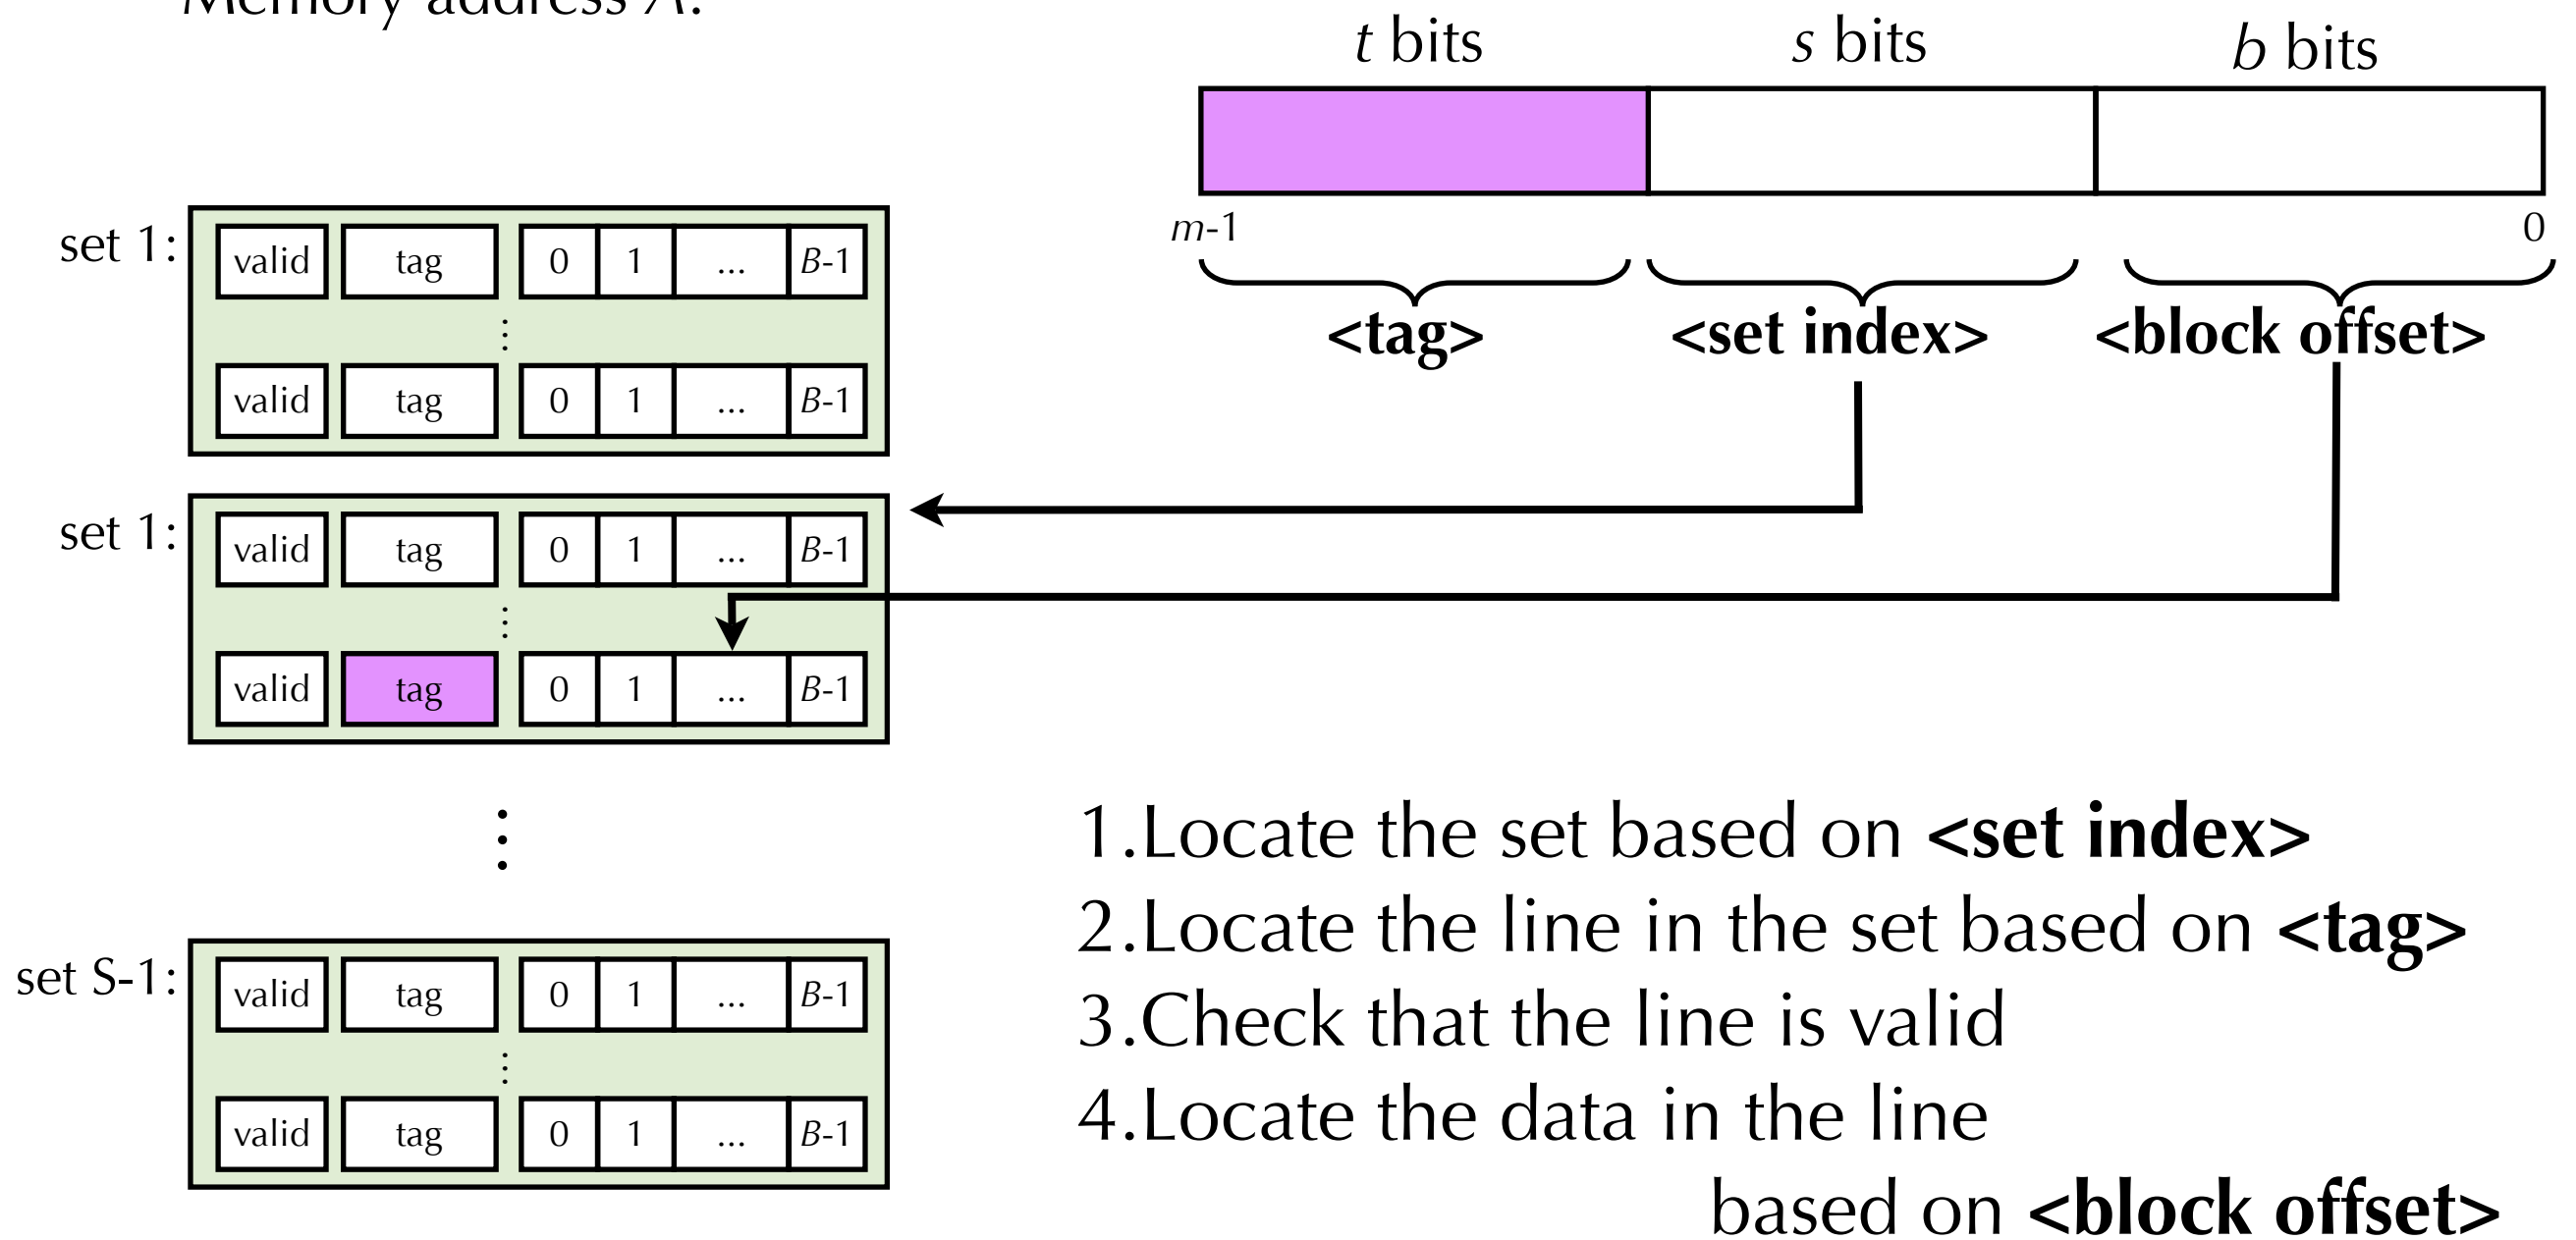 Memory address A:
t bits s bits b bits
m-1 0
<tag> <set index> <block offset>
set 1:
valid tag 0 1 ... B-1
⋮
valid tag 0 1 ... B-1
set 1:
valid tag 0 1 ... B-1
⋮
valid tag 0 1 ... B-1
⋮
set S-1:
valid tag 0 1 ... B-1
⋮
valid tag 0 1 ... B-1
1.Locate the set based on <set index>
2.Locate the line in the set based on <tag>
3.Check that the line is valid
4.Locate the data in the line
based on <block offset>